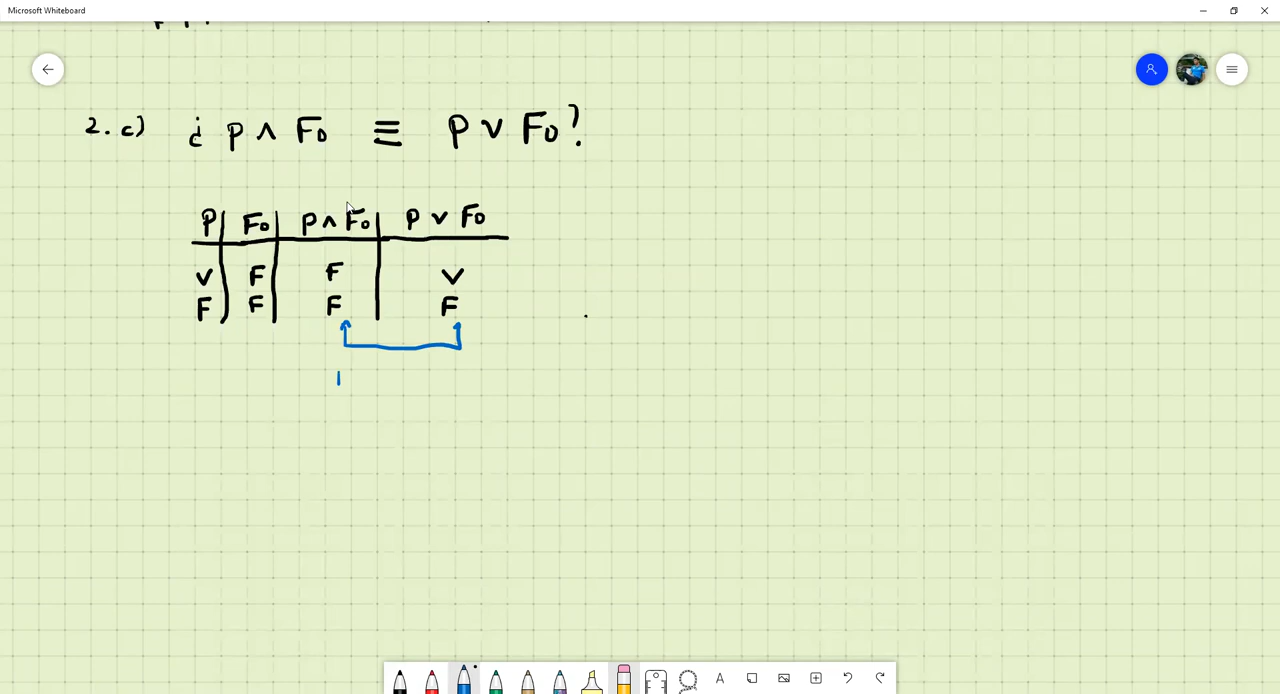 Microsoft Whiteboard
2. c) ¿ p ∧ F₀ ≡ p ∨ F₀?
P F₀ P ∧ F₀ P ∨ F₀
V F F V
F F F F